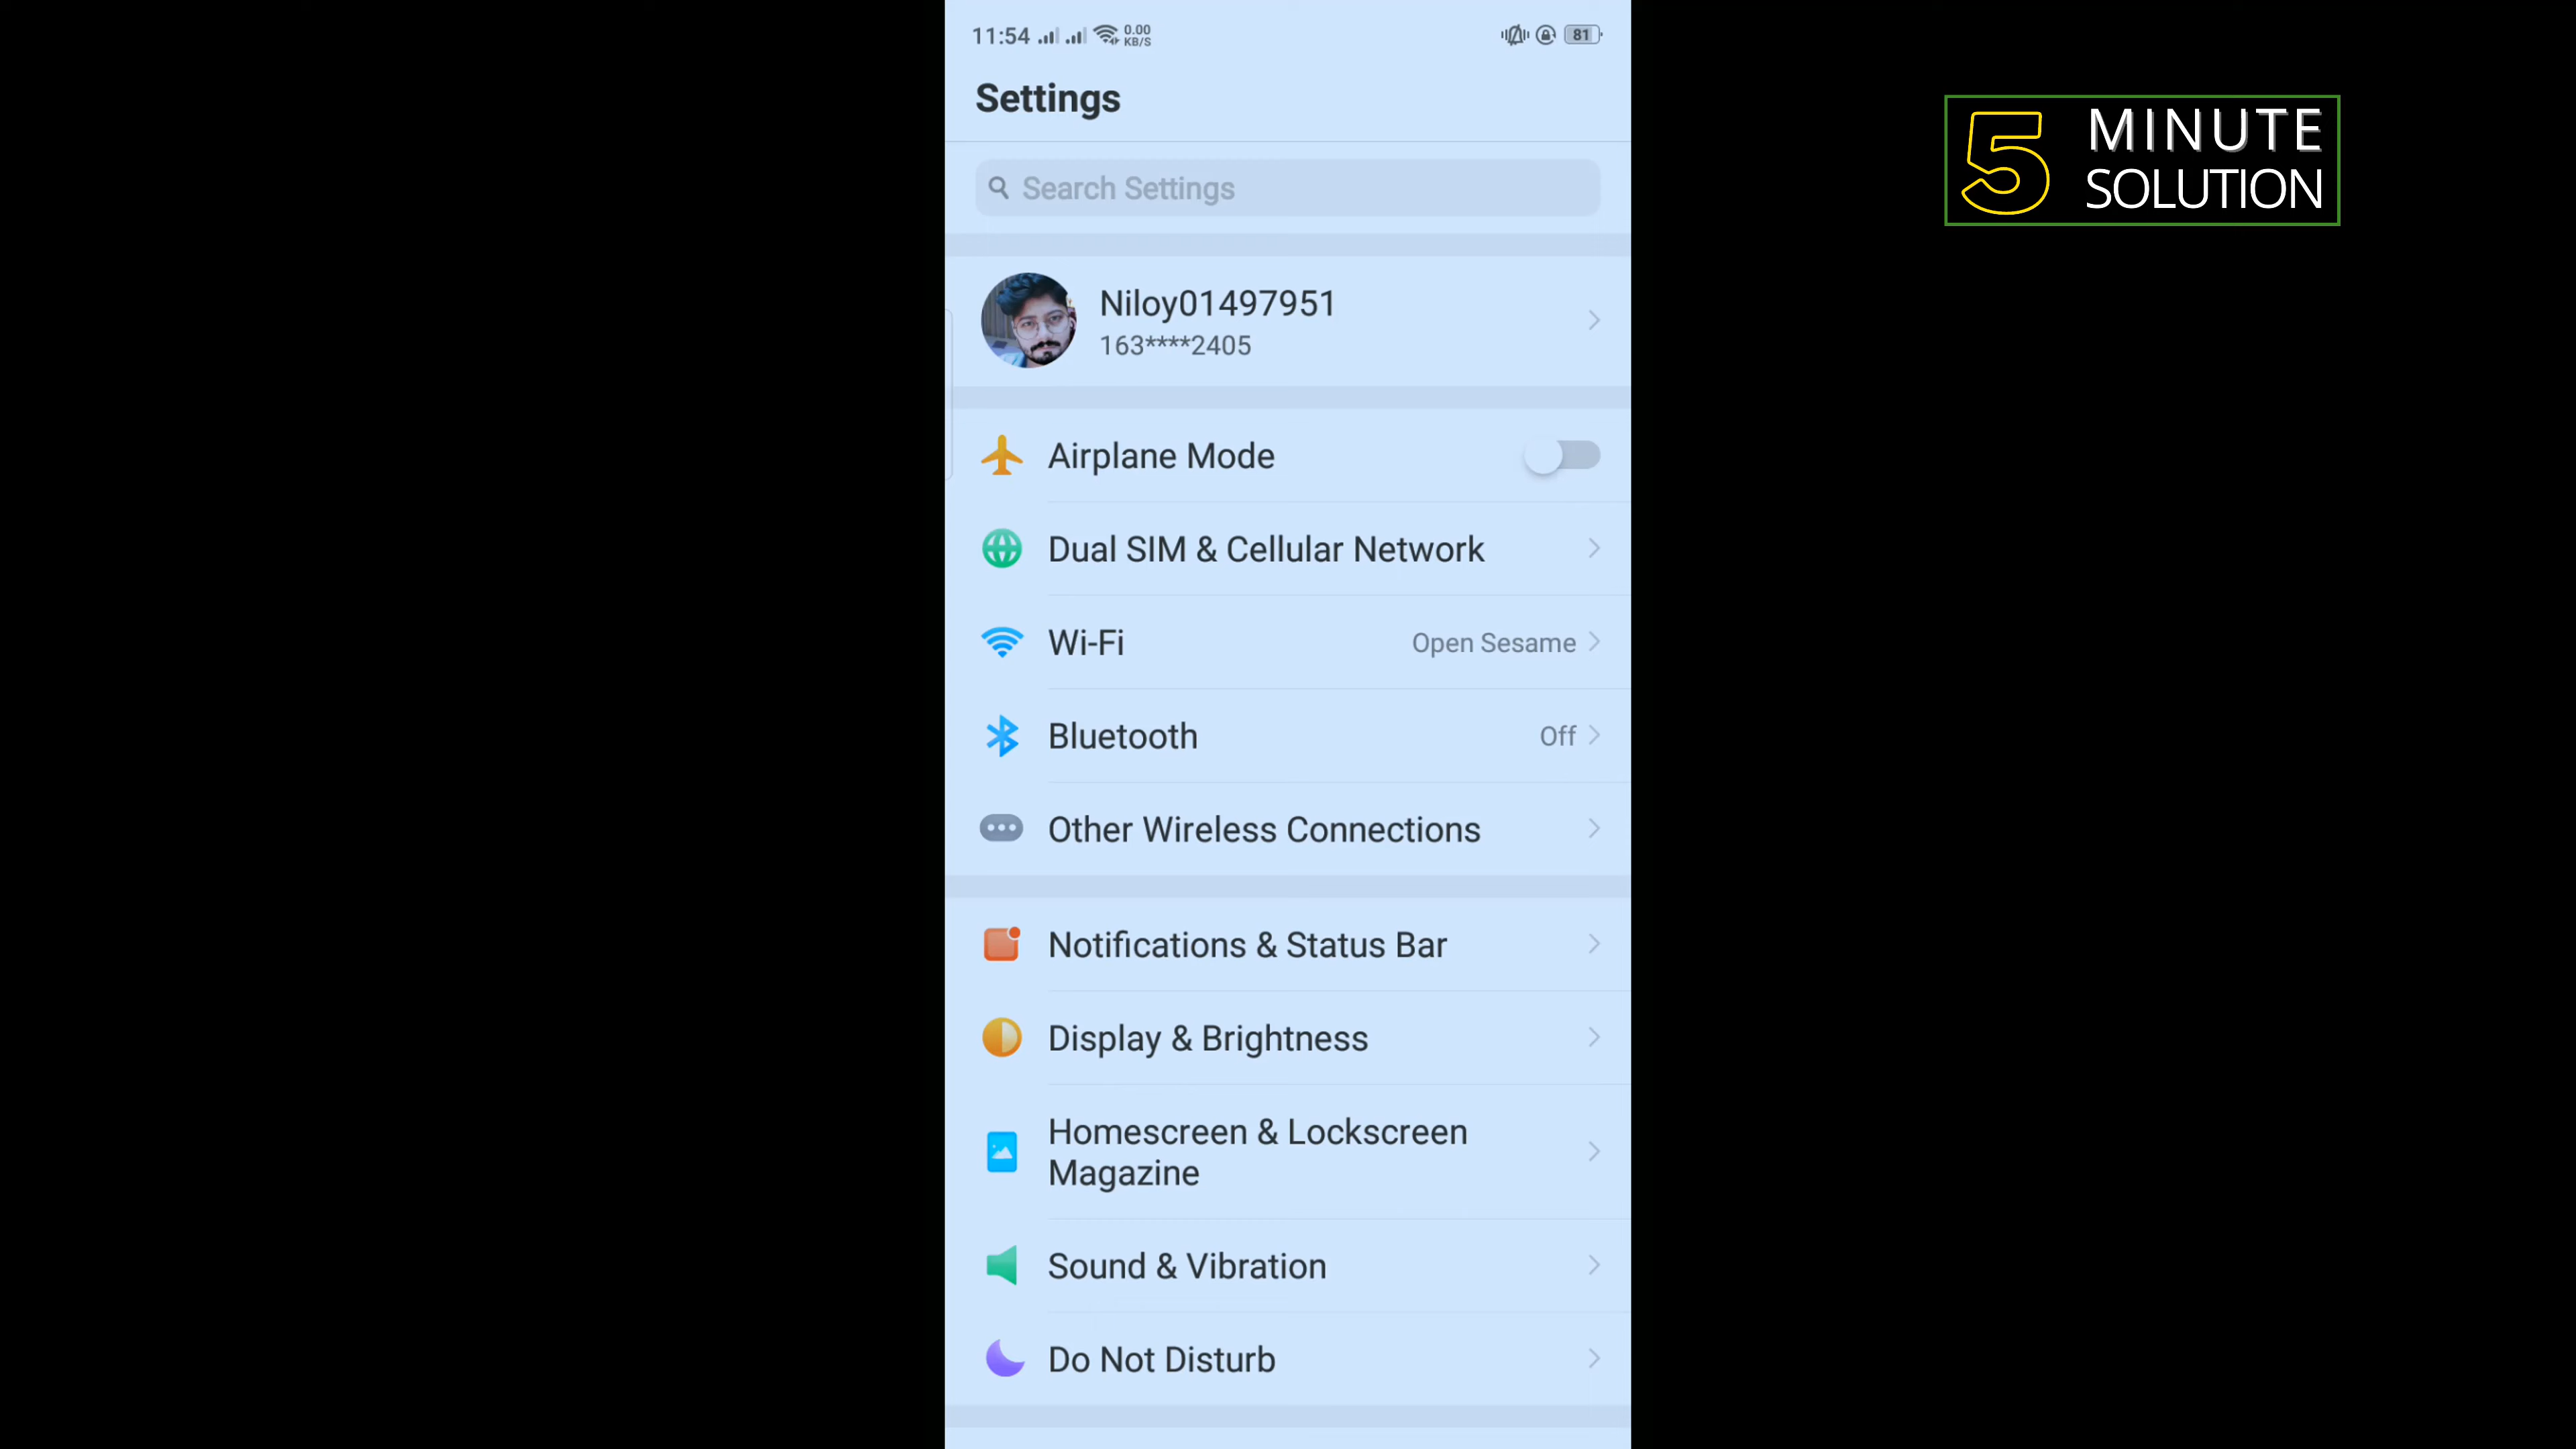 11:54 0.00 KB/S 81
Settings
Search Settings
Niloy01497951
163****2405
Airplane Mode
Dual SIM & Cellular Network
Wi-Fi Open Sesame
Bluetooth Off
Other Wireless Connections
Notifications & Status Bar
Display & Brightness
Homescreen & Lockscreen
Magazine
Sound & Vibration
Do Not Disturb
5 MINUTE
SOLUTION